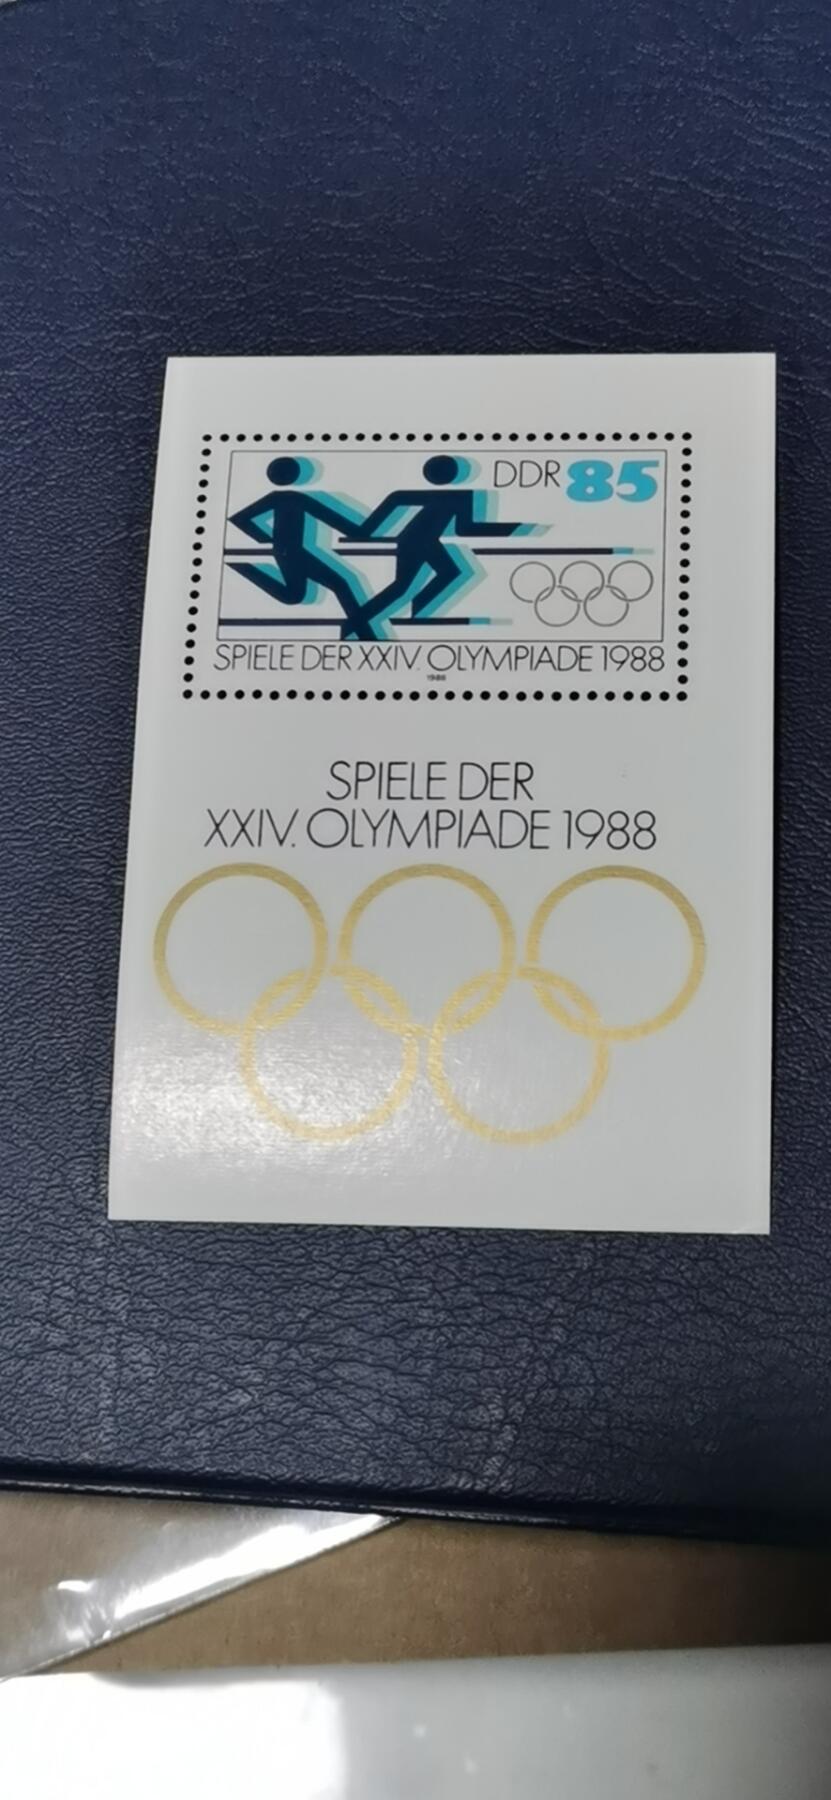 DDR 85
SPIELE DER XXIV. OLYMPIADE 1988
1988
SPIELE DER
XXIV. OLYMPIADE 1988